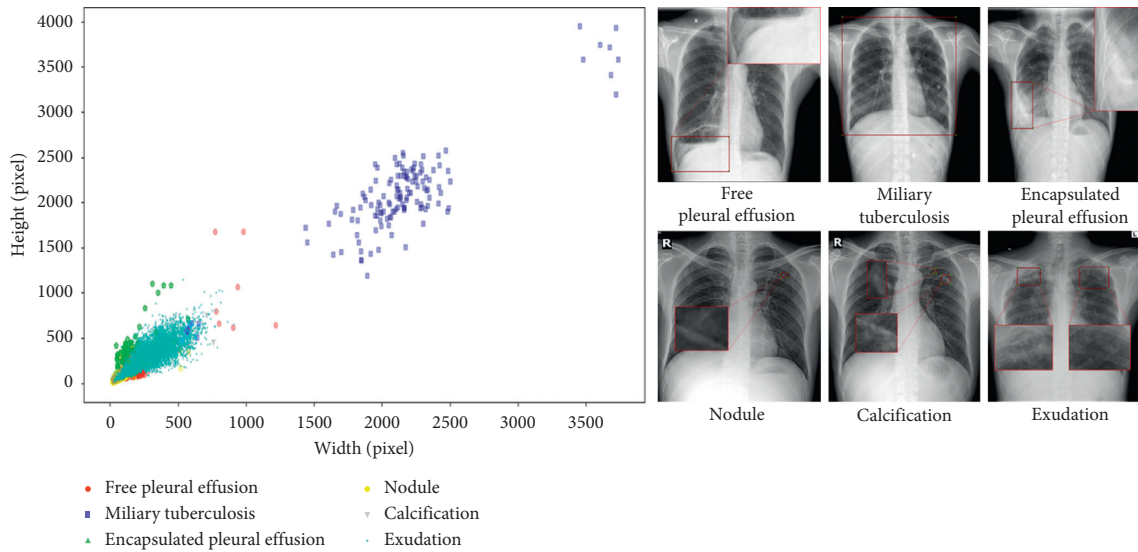 4000
3500
3000
2500
2000
1500
1000
500
0
Height (pixel)
0
500
1000
1500
2000
2500
3000
3500
Width (pixel)
Free pleural effusion
Miliary tuberculosis
Encapsulated pleural effusion
Nodule
Calcification
Exudation
Free
pleural effusion
Miliary
tuberculosis
Encapsulated
pleural effusion
R
R
Nodule
Calcification
Exudation